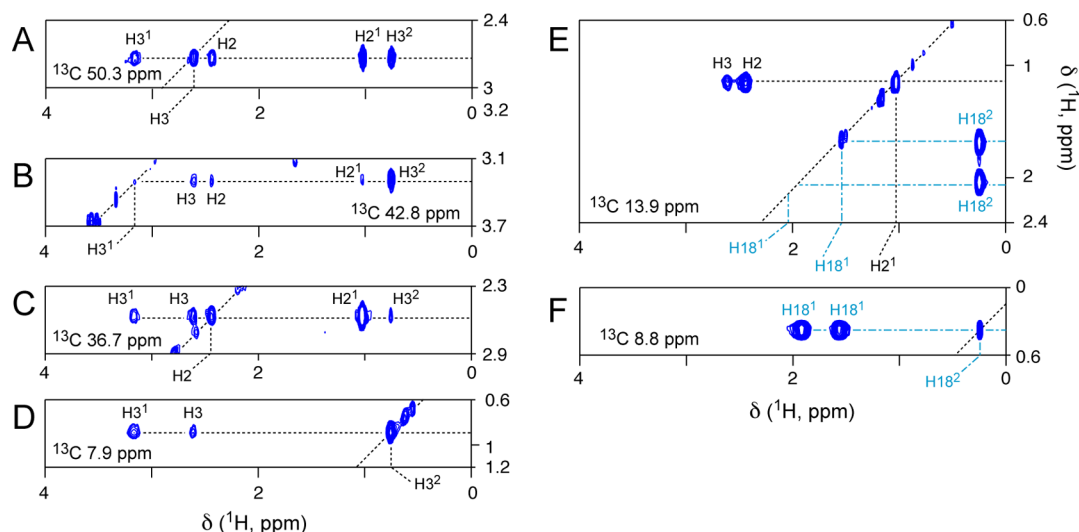 A
H3¹
H2
H2¹
H3²
2.4
¹³C 50.3 ppm
3
3.2
H3
4
2
0
B
3.1
H3
H2
H2¹
H3²
¹³C 42.8 ppm
3.7
H3¹
4
2
0
C
H3¹
H3
H2¹
H3²
2.3
¹³C 36.7 ppm
2.9
H2
4
2
0
D
H3¹
H3
0.6
¹³C 7.9 ppm
1
1.2
H3²
4
2
0
δ (¹H, ppm)
E
0.6
H3
H2
1
H18²
δ (¹H, ppm)
2
H18²
¹³C 13.9 ppm
2.4
4
2
0
H18¹
H18¹
H2¹
F
H18¹
H18¹
0
¹³C 8.8 ppm
0.6
H18²
4
2
0
δ (¹H, ppm)